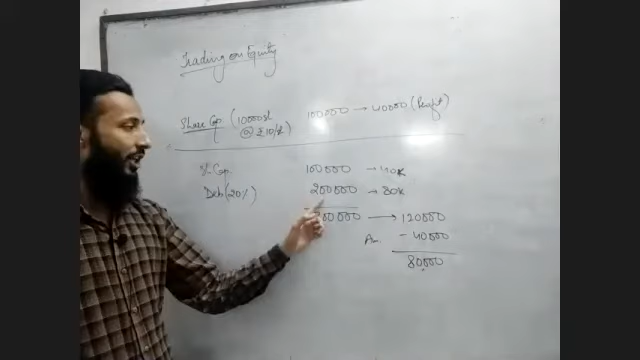 Trading on Equity
Share Cap (10000sh @ ₹10/sh) 100000 → 40000 (Profit)
Sh Cap 100000 →
Deb (20%) 200000 → 80K
300000 → 120000
- 40000
80000